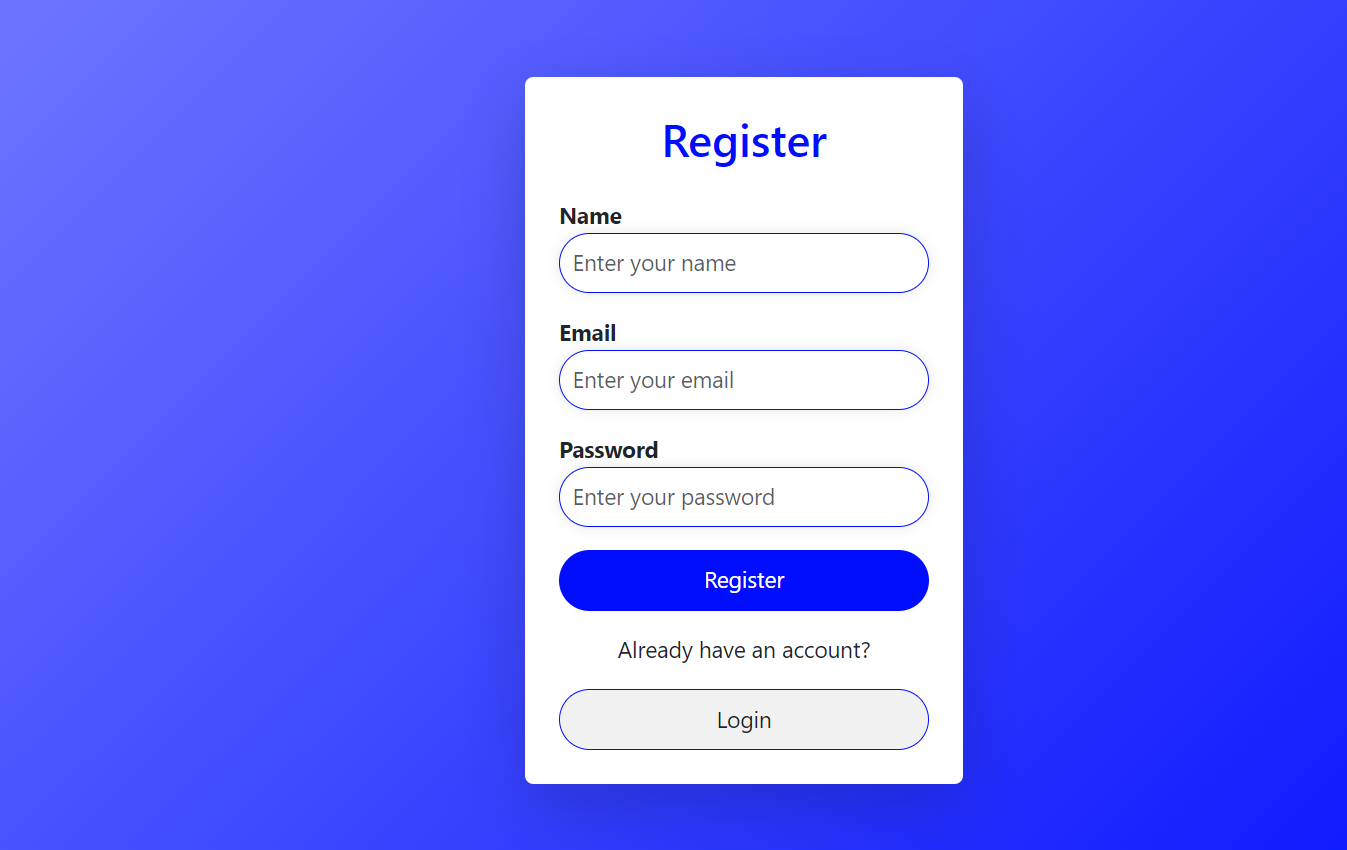 Register
Name
Enter your name
Email
Enter your email
Password
Enter your password
Register
Already have an account?
Login